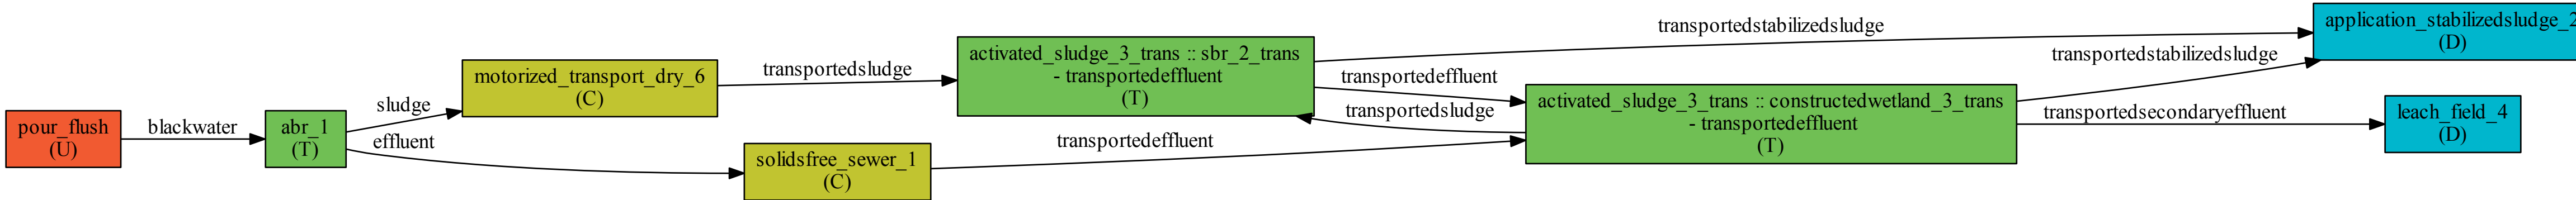 pour_flush
(U)
blackwater
abr_1
(T)
sludge
effluent
motorized_transport_dry_6
(C)
solidsfree_sewer_1
(C)
transportedsludge
transportedeffluent
activated_sludge_3_trans :: sbr_2_trans
- transportedeffluent
(T)
transportedstabilizedsludge
transportedeffluent
transportedsludge
activated_sludge_3_trans :: constructedwetland_3_trans
- transportedeffluent
(T)
transportedstabilizedsludge
transportedsecondaryeffluent
application_stabilizedsludge_2
(D)
leach_field_4
(D)